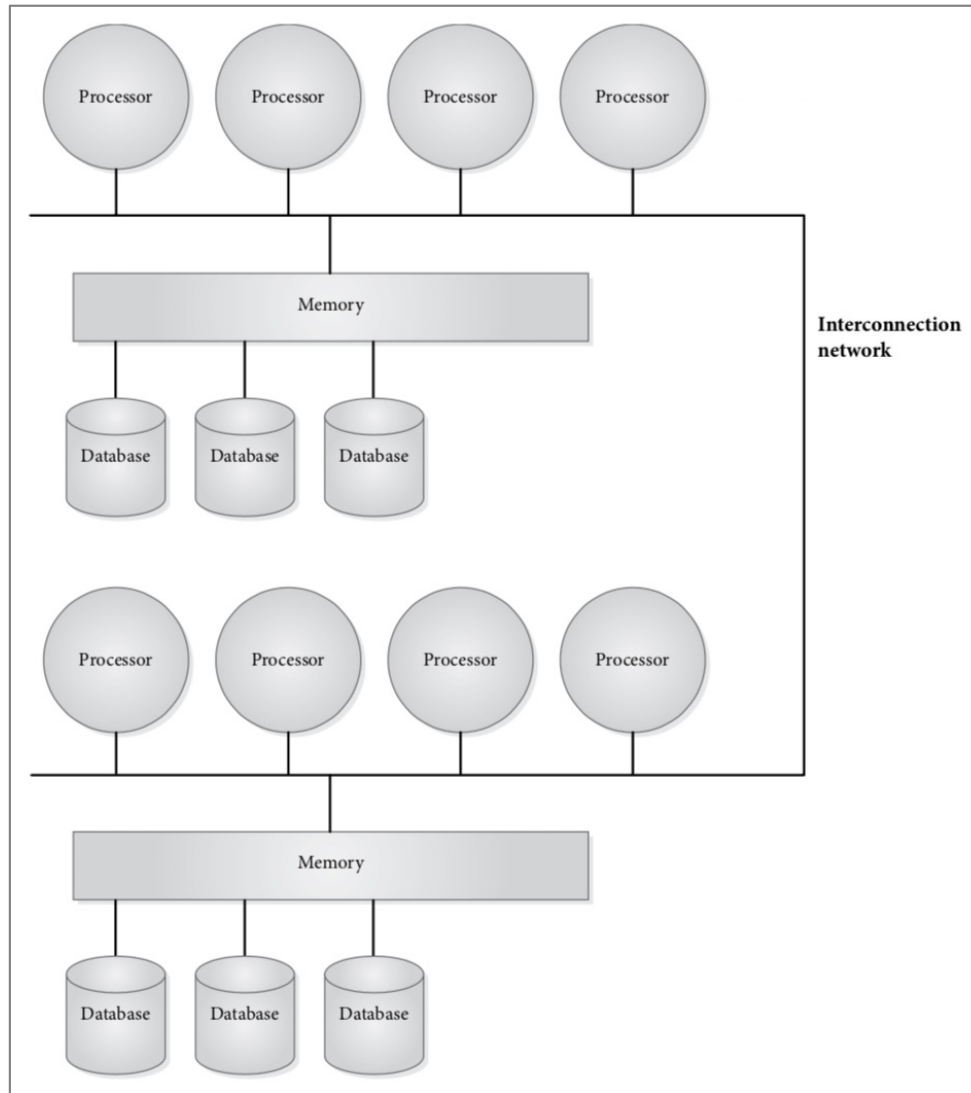 Processor Processor Processor Processor
Memory
Interconnection
network
Database Database Database
Processor Processor Processor Processor
Memory
Database Database Database